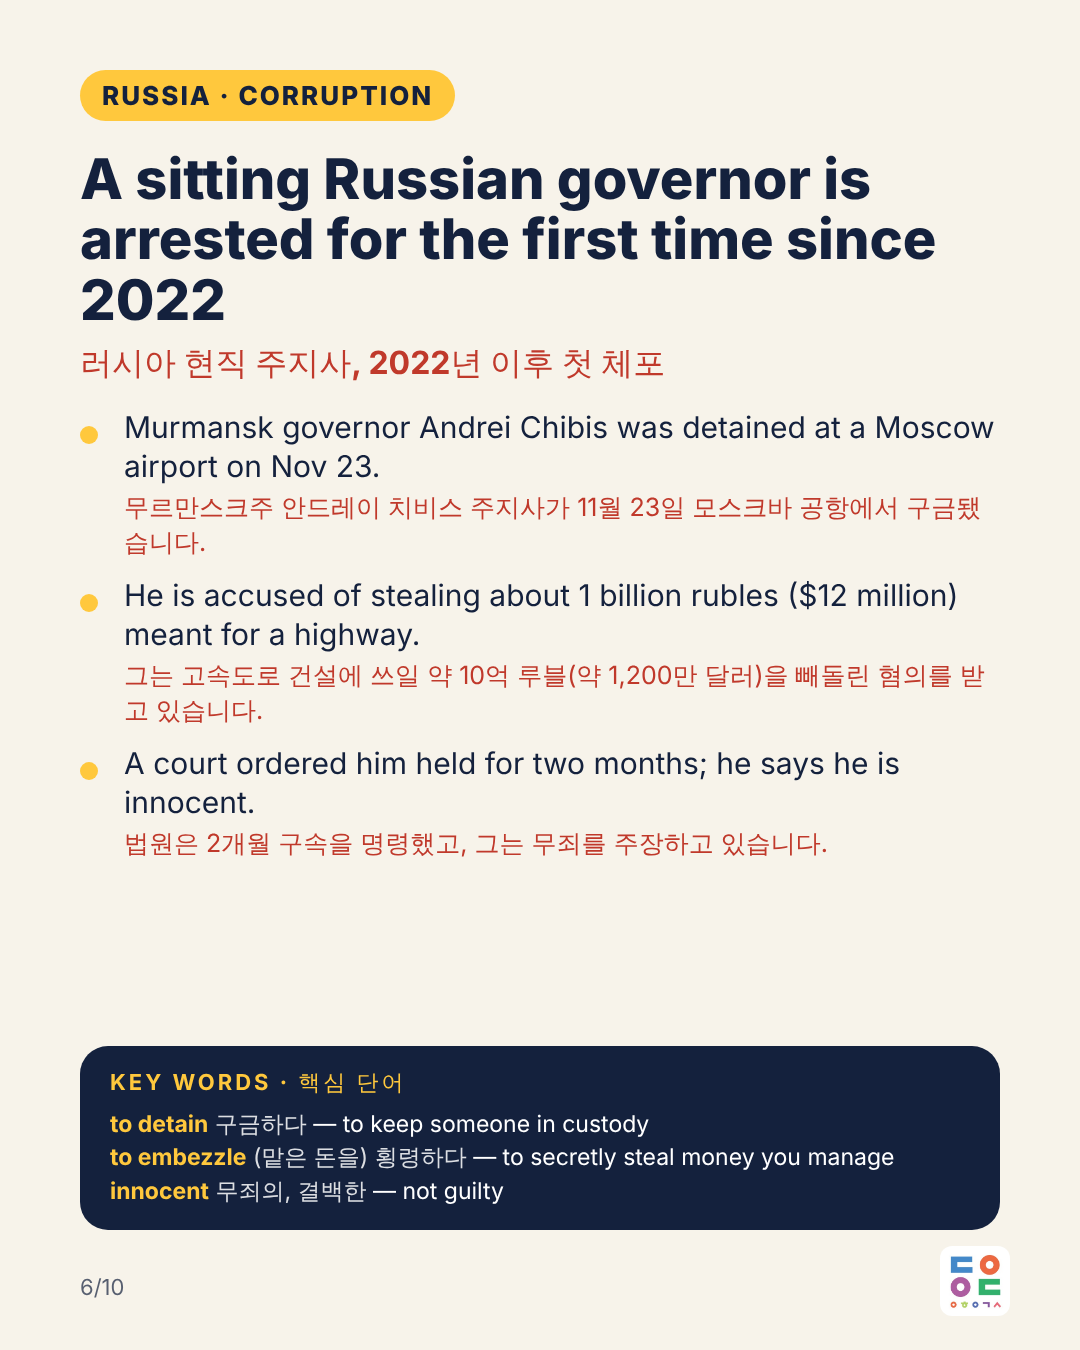 RUSSIA · CORRUPTION
A sitting Russian governor is
arrested for the first time since
2022
러시아 현직 주지사, 2022년 이후 첫 체포
Murmansk governor Andrei Chibis was detained at a Moscow
airport on Nov 23.
무르만스크주 안드레이 치비스 주지사가 11월 23일 모스크바 공항에서 구금됐
습니다.
He is accused of stealing about 1 billion rubles ($12 million)
meant for a highway.
그는 고속도로 건설에 쓰일 약 10억 루블(약 1,200만 달러)을 빼돌린 혐의를 받
고 있습니다.
A court ordered him held for two months; he says he is
innocent.
법원은 2개월 구속을 명령했고, 그는 무죄를 주장하고 있습니다.
KEY WORDS · 핵심 단어
to detain 구금하다 — to keep someone in custody
to embezzle (맡은 돈을) 횡령하다 — to secretly steal money you manage
innocent 무죄의, 결백한 — not guilty
6/10